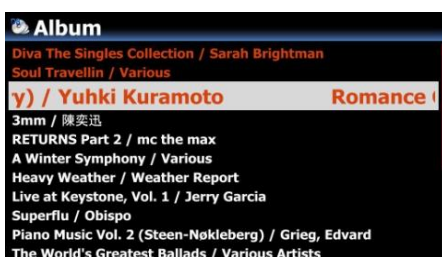 Album
Diva The Singles Collection / Sarah Brightman
Soul Travellin / Various
y) / Yuhki Kuramoto Romance (
3mm / 陳奕迅
RETURNS Part 2 / mc the max
A Winter Symphony / Various
Heavy Weather / Weather Report
Live at Keystone, Vol. 1 / Jerry Garcia
Superflu / Obispo
Piano Music Vol. 2 (Steen-Nøkleberg) / Grieg, Edvard
The World's Greatest Ballads / Various Artists